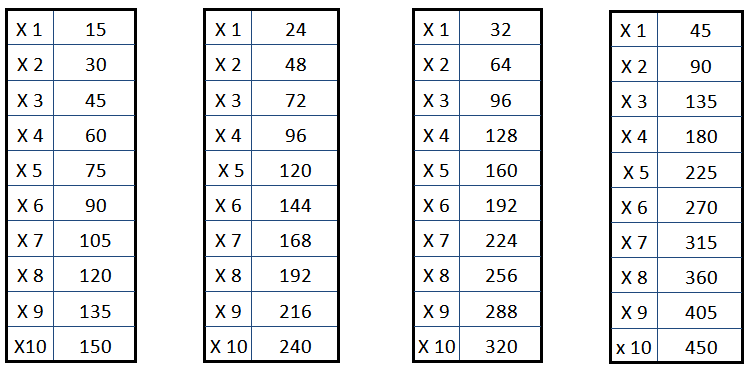 X 1 15
X 2 30
X 3 45
X 4 60
X 5 75
X 6 90
X 7 105
X 8 120
X 9 135
X10 150
X 1 24
X 2 48
X 3 72
X 4 96
X 5 120
X 6 144
X 7 168
X 8 192
X 9 216
X 10 240
X 1 32
X 2 64
X 3 96
X 4 128
X 5 160
X 6 192
X 7 224
X 8 256
X 9 288
X 10 320
X 1 45
X 2 90
X 3 135
X 4 180
X 5 225
X 6 270
X 7 315
X 8 360
X 9 405
x 10 450